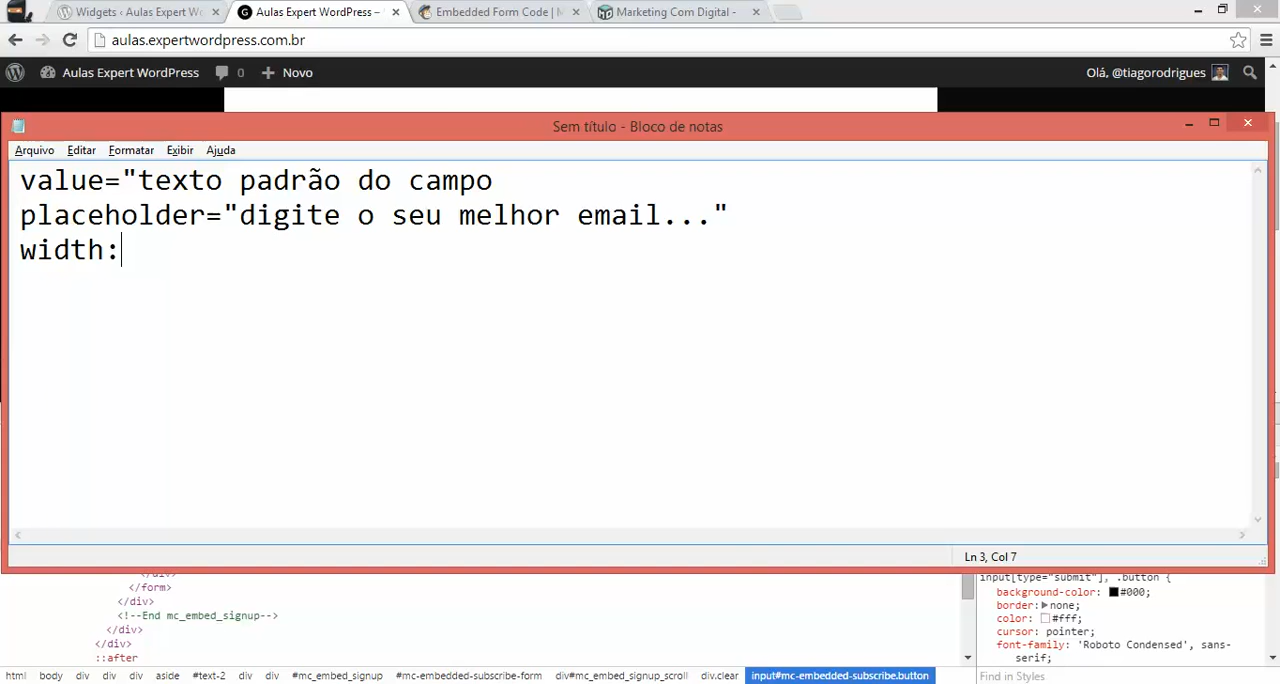 Widgets ‹ Aulas Expert W
Aulas Expert WordPress –
Embedded Form Code | M
Marketing Com Digital -
aulas.expertwordpress.com.br
Aulas Expert WordPress 0 + Novo Olá, @tiagorodrigues
Sem título - Bloco de notas
Arquivo Editar Formatar Exibir Ajuda
value="texto padrão do campo
placeholder="digite o seu melhor email..."
width:
Ln 3, Col 7
</div>
</form>
</div>
<!--End mc_embed_signup-->
</div>
</div>
::after
input[type="submit"], .button {
background-color: #000;
border: none;
color: #fff;
cursor: pointer;
font-family: 'Roboto Condensed', sans-
serif;
html body div div div aside #text-2 div div #mc_embed_signup #mc-embedded-subscribe-form div#mc_embed_signup_scroll div.clear input#mc-embedded-subscribe.button
Find in Styles